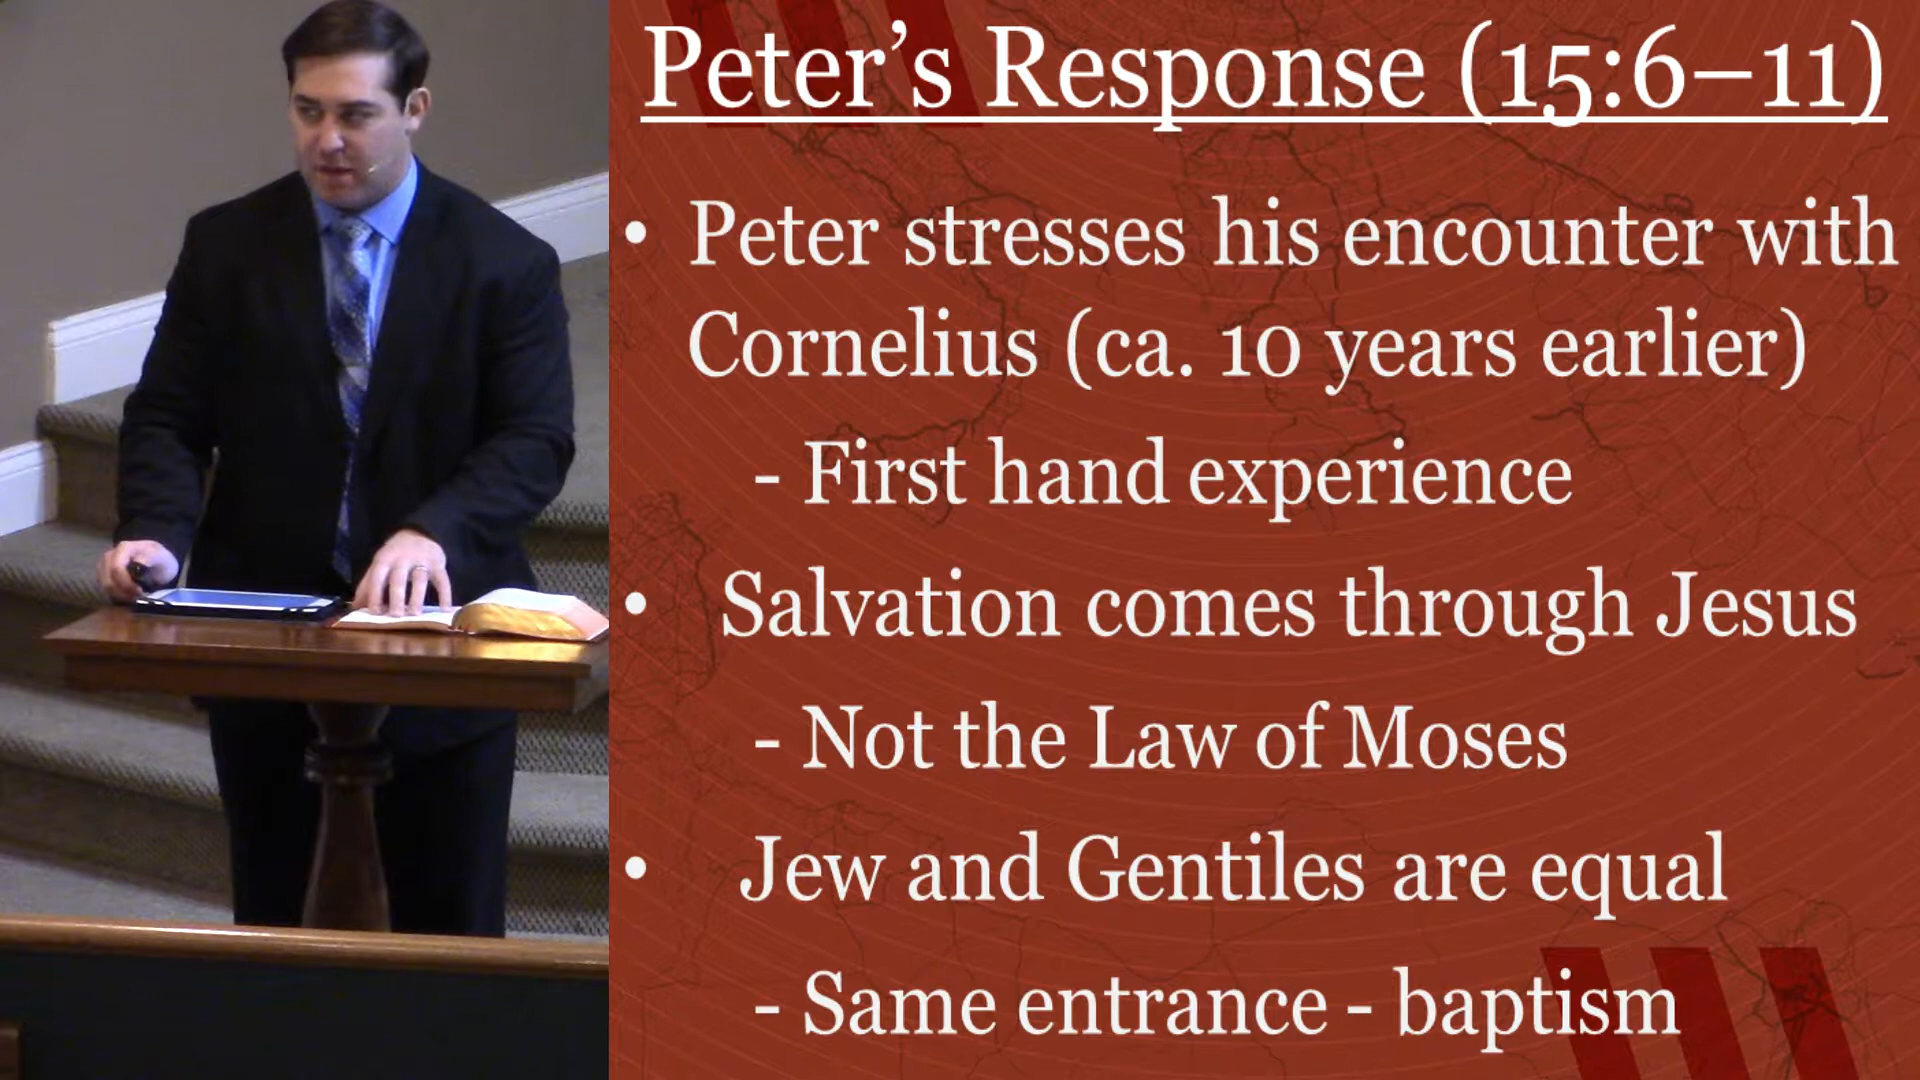 Peter’s Response (15:6–11)
• Peter stresses his encounter with
Cornelius (ca. 10 years earlier)
- First hand experience
• Salvation comes through Jesus
- Not the Law of Moses
• Jew and Gentiles are equal
- Same entrance - baptism